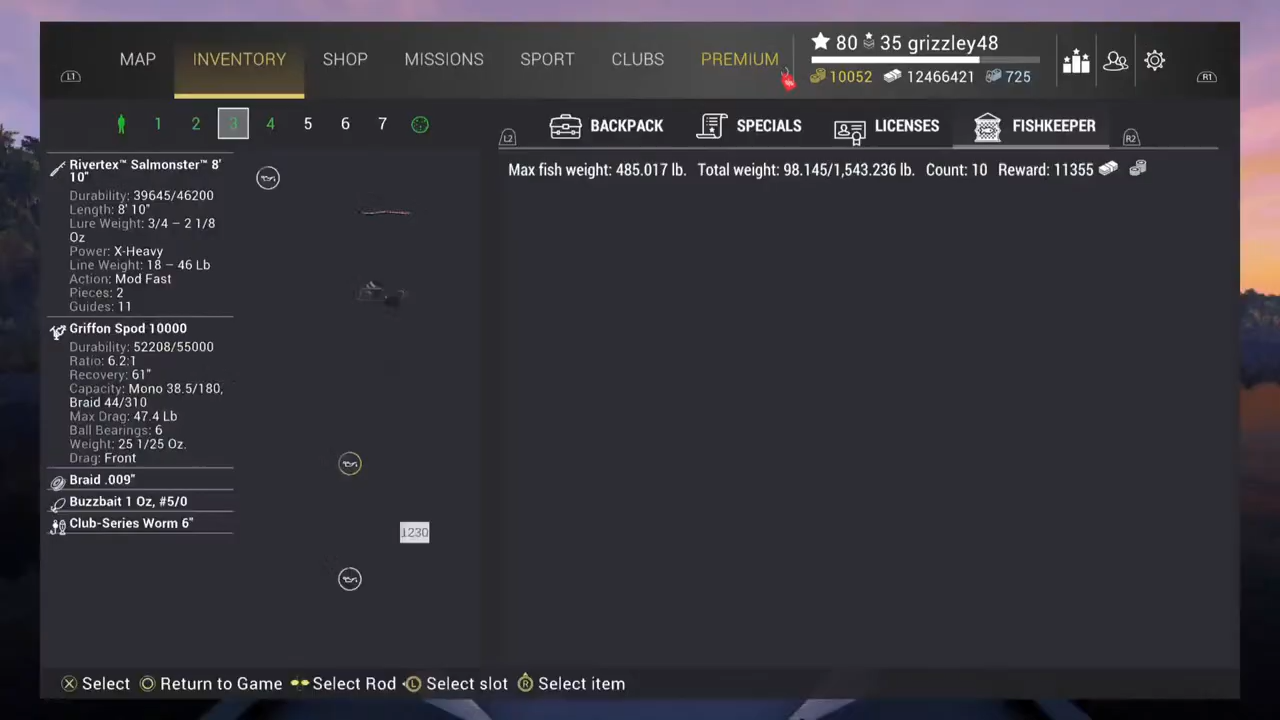 MAP INVENTORY SHOP MISSIONS SPORT CLUBS PREMIUM
80 35 grizzley48
10052 12466421 725
L1
R1
1 2 3 4 5 6 7
L2 BACKPACK SPECIALS LICENSES FISHKEEPER R2
Max fish weight: 485.017 lb. Total weight: 98.145/1,543.236 lb. Count: 10 Reward: 11355
Rivertex™ Salmonster™ 8'
10"
Durability: 39645/46200
Length: 8' 10"
Lure Weight: 3/4 – 2 1/8
Oz
Power: X-Heavy
Line Weight: 18 – 46 Lb
Action: Mod Fast
Pieces: 2
Guides: 11
Griffon Spod 10000
Durability: 52208/55000
Ratio: 6.2:1
Recovery: 61"
Capacity: Mono 38.5/180,
Braid 44/310
Max Drag: 47.4 Lb
Ball Bearings: 6
Weight: 25 1/25 Oz.
Drag: Front
Braid .009"
Buzzbait 1 Oz, #5/0
Club-Series Worm 6"
1230
Select Return to Game Select Rod L Select slot R Select item